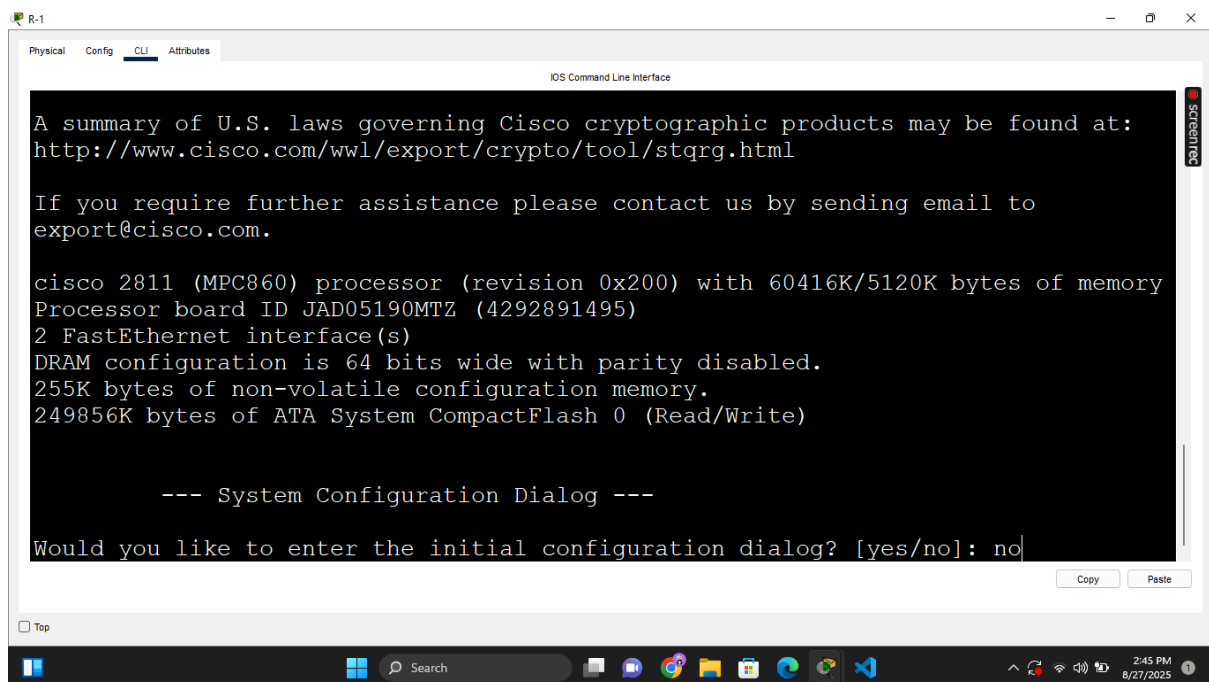 R-1
Physical Config CLI Attributes
IOS Command Line Interface
A summary of U.S. laws governing Cisco cryptographic products may be found at:
http://www.cisco.com/wwl/export/crypto/tool/stqrg.html
If you require further assistance please contact us by sending email to
export@cisco.com.
cisco 2811 (MPC860) processor (revision 0x200) with 60416K/5120K bytes of memory
Processor board ID JAD05190MTZ (4292891495)
2 FastEthernet interface(s)
DRAM configuration is 64 bits wide with parity disabled.
255K bytes of non-volatile configuration memory.
249856K bytes of ATA System CompactFlash 0 (Read/Write)
--- System Configuration Dialog ---
Would you like to enter the initial configuration dialog? [yes/no]: no
screenrec
Copy Paste
Top
Search
2:45 PM
8/27/2025
1